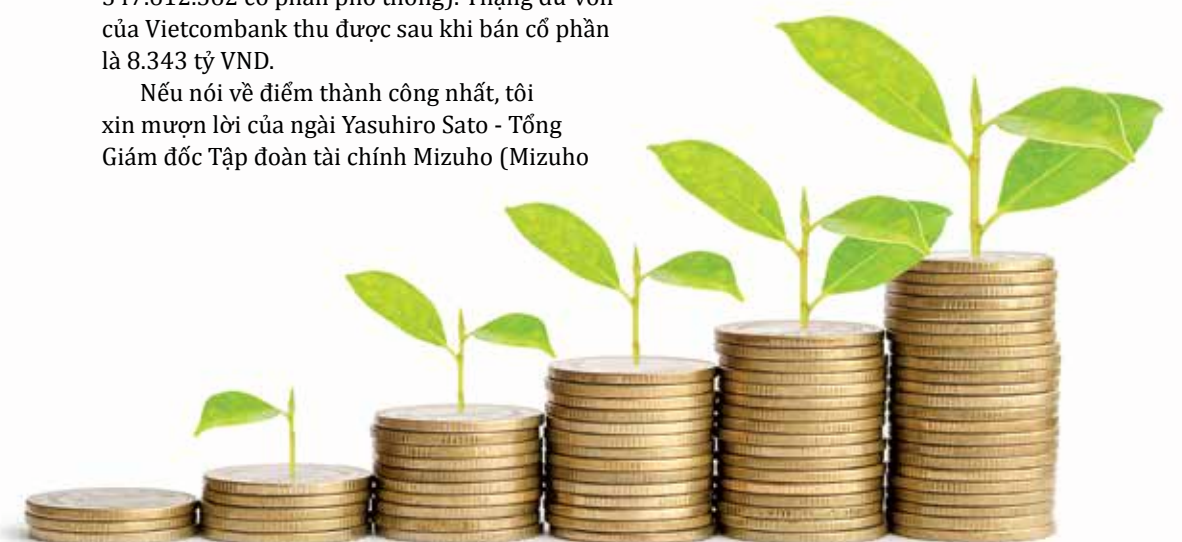 của Vietcombank thu được sau khi bán cổ phần
là 8.343 tỷ VND.
Nếu nói về điểm thành công nhất, tôi
xin mượn lời của ngài Yasuhiro Sato - Tổng
Giám đốc Tập đoàn tài chính Mizuho (Mizuho